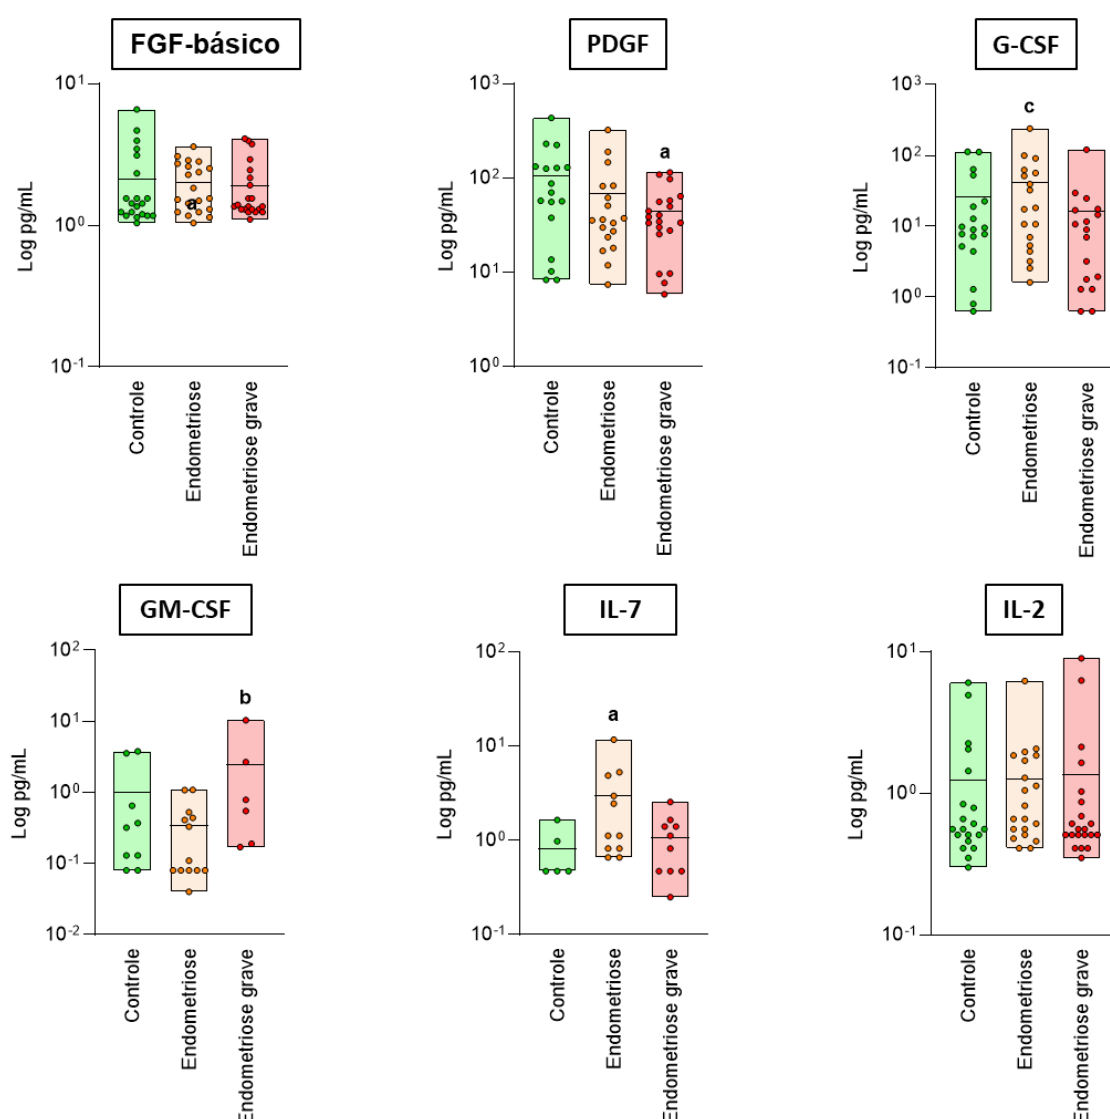 FGF-básico
PDGF
G-CSF
Log pg/mL
10¹
10⁰
10⁻¹
a
Controle
Endometriose
Endometriose grave
Log pg/mL
10³
10²
10¹
10⁰
a
Controle
Endometriose
Endometriose grave
Log pg/mL
10³
10²
10¹
10⁰
10⁻¹
c
Controle
Endometriose
Endometriose grave
GM-CSF
IL-7
IL-2
Log pg/mL
10²
10¹
10⁰
10⁻¹
10⁻²
b
Controle
Endometriose
Endometriose grave
Log pg/mL
10²
10¹
10⁰
10⁻¹
a
Controle
Endometriose
Endometriose grave
Log pg/mL
10¹
10⁰
10⁻¹
Controle
Endometriose
Endometriose grave